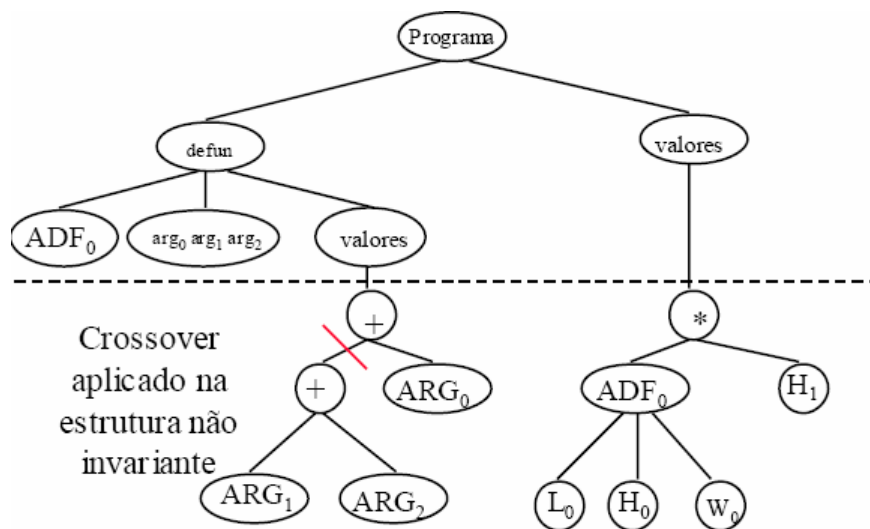 Programa
defun
valores
ADF₀
arg₀ arg₁ arg₂
valores
+
*
Crossover
aplicado na
estrutura não
invariante
+
ARG₀
ADF₀
H₁
ARG₁
ARG₂
L₀
H₀
W₀